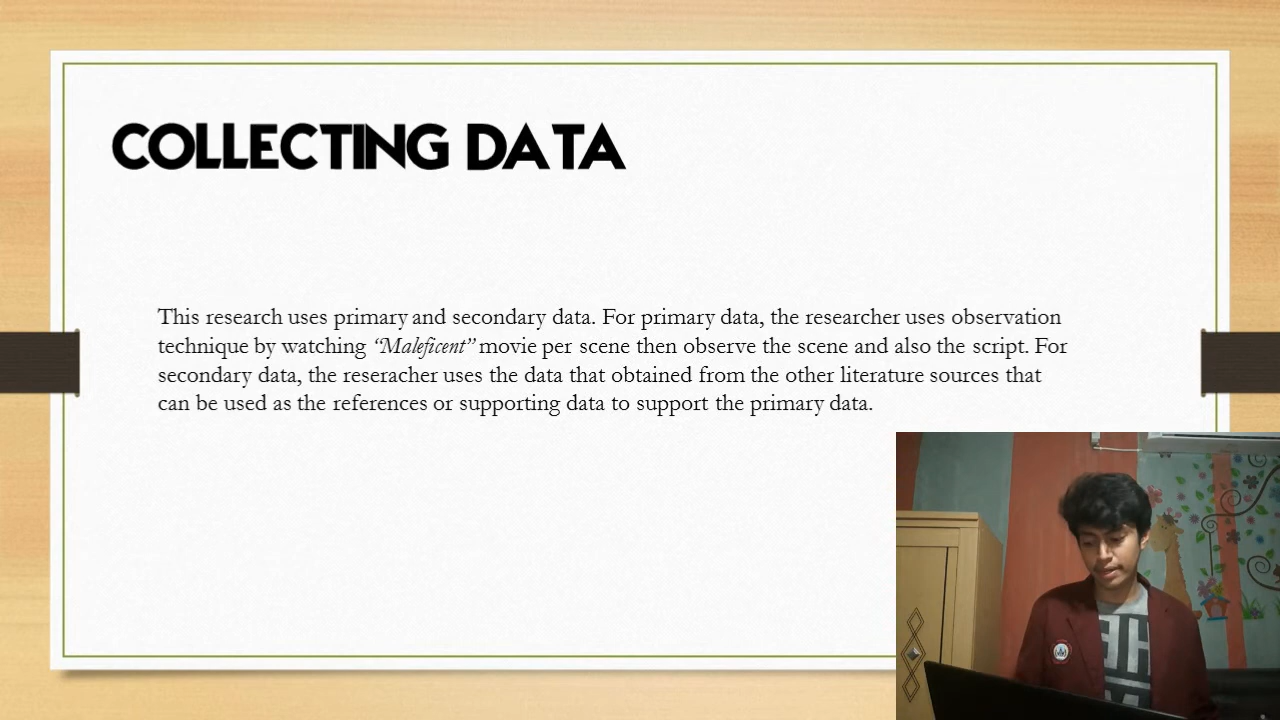 COLLECTING DATA
This research uses primary and secondary data. For primary data, the researcher uses observation
technique by watching “Maleficent” movie per scene then observe the scene and also the script. For
secondary data, the reseracher uses the data that obtained from the other literature sources that
can be used as the references or supporting data to support the primary data.